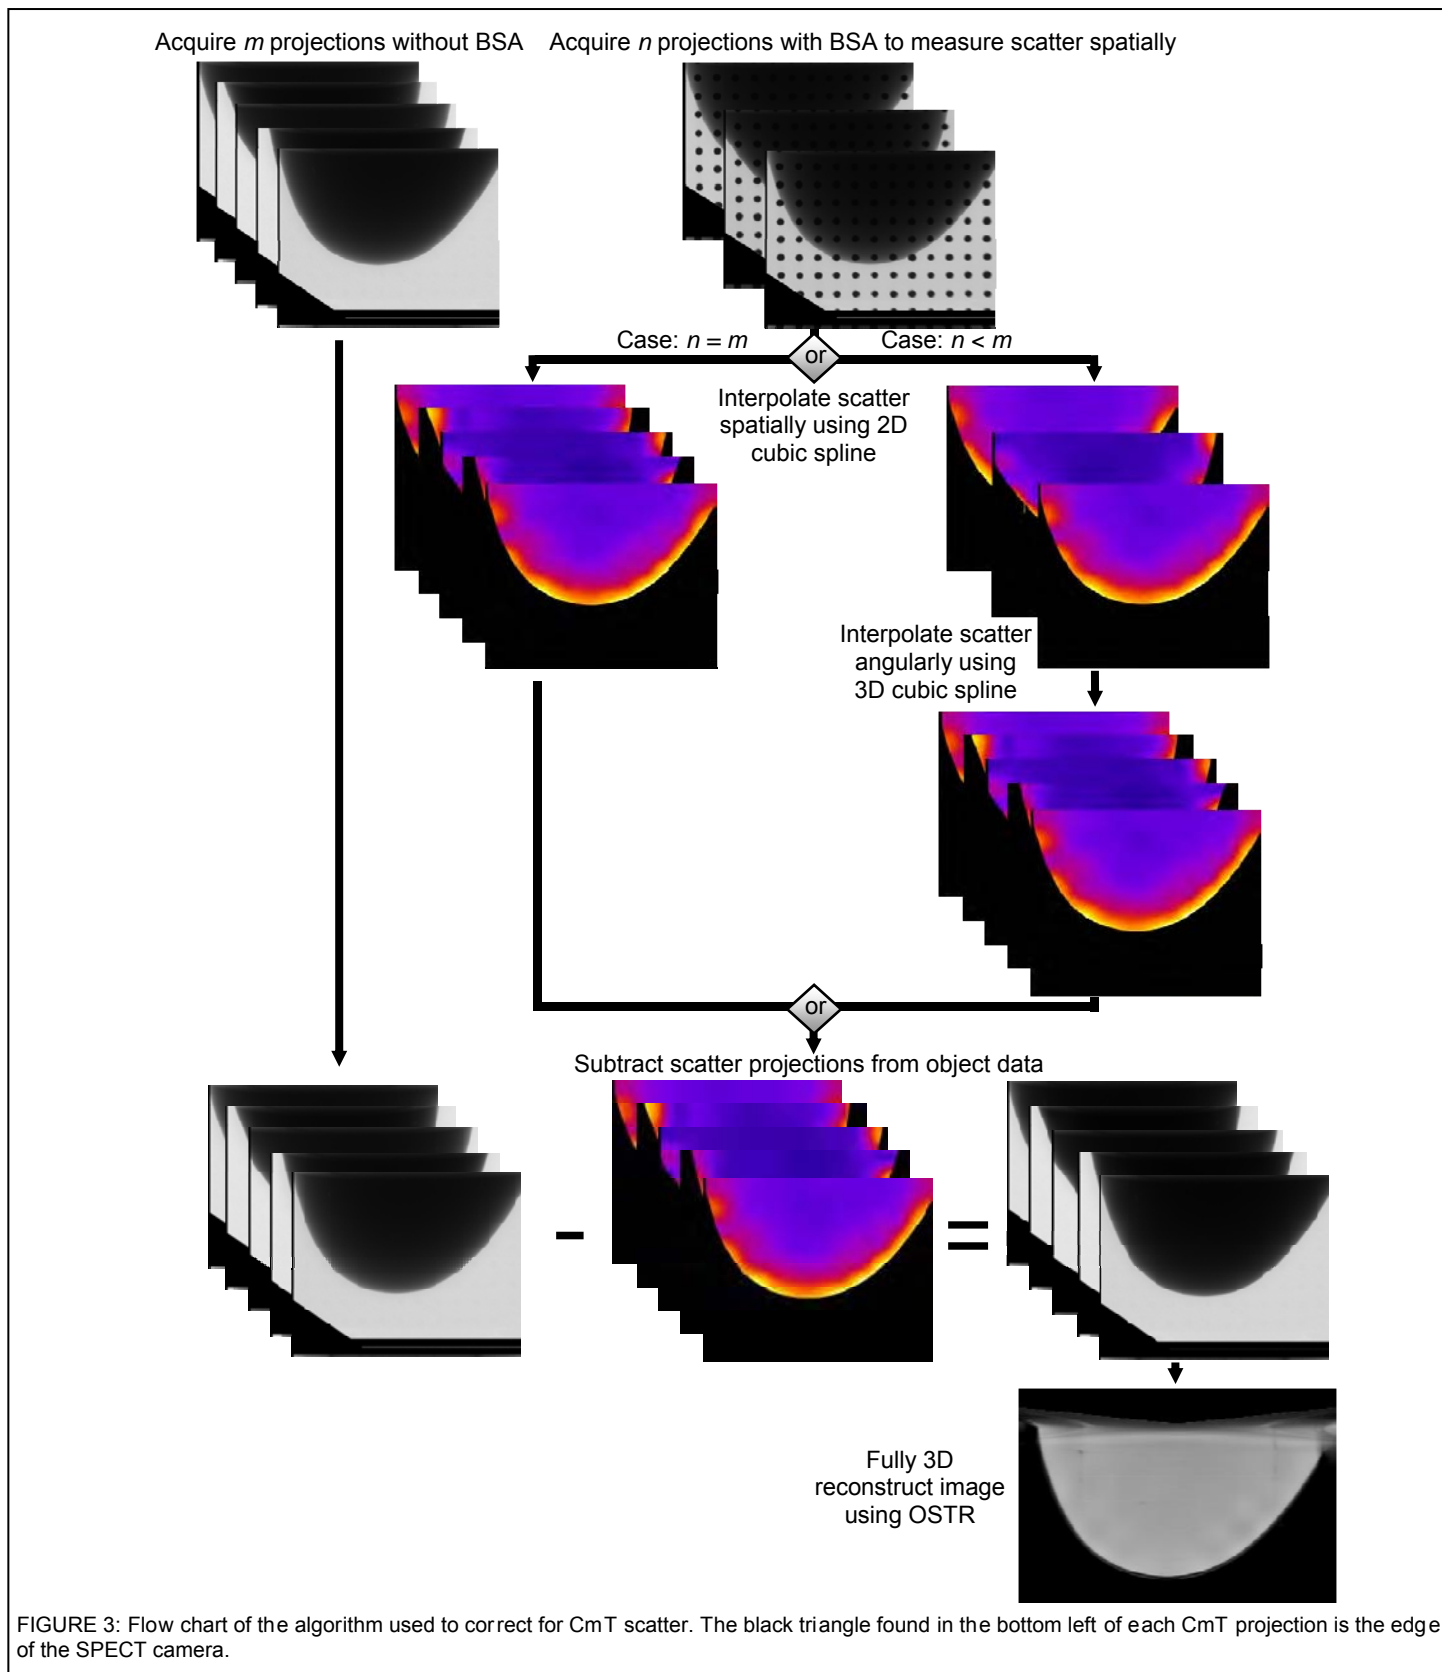 Acquire m projections without BSA
Acquire n projections with BSA to measure scatter spatially
Case: n = m
or
Case: n < m
Interpolate scatter
spatially using 2D
cubic spline
Interpolate scatter
angularly using
3D cubic spline
or
Subtract scatter projections from object data
–
=
Fully 3D
reconstruct image
using OSTR
FIGURE 3: Flow chart of the algorithm used to correct for CmT scatter. The black triangle found in the bottom left of each CmT projection is the edge
of the SPECT camera.